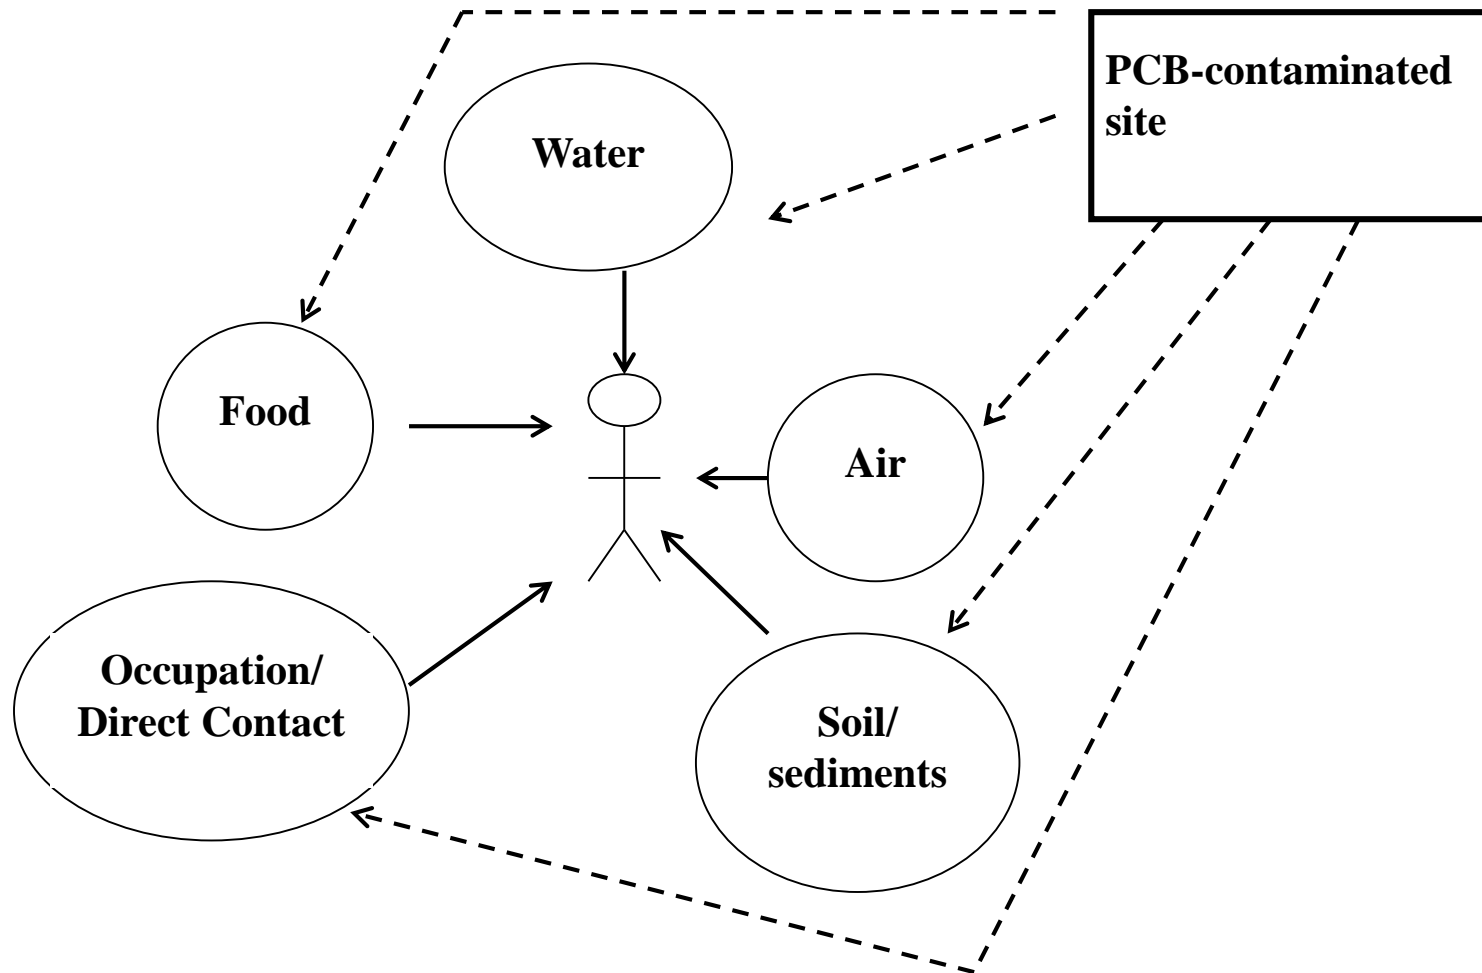 PCB-contaminated
site
Water
Food
Air
Occupation/
Direct Contact
Soil/
sediments